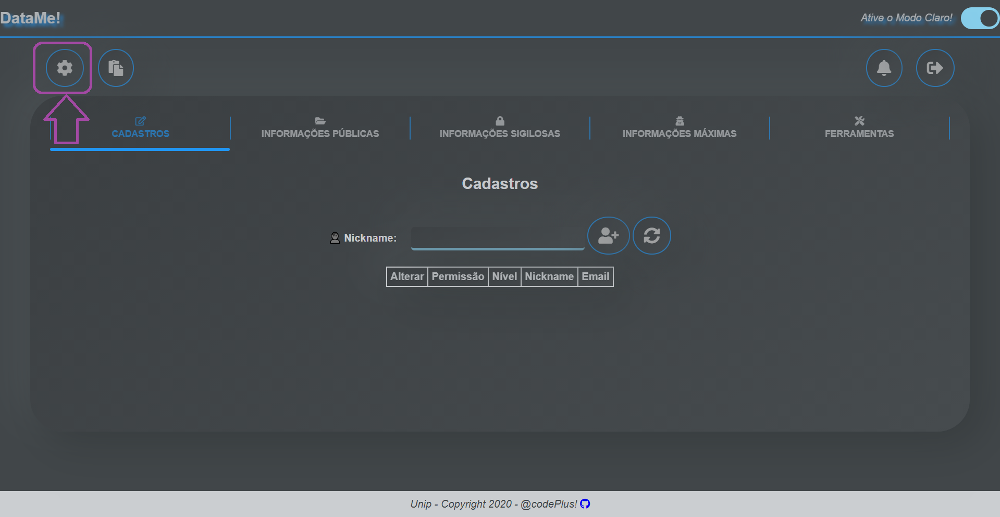 DataMe!
Ative o Modo Claro!
CADASTROS
INFORMAÇÕES PÚBLICAS
INFORMAÇÕES SIGILOSAS
INFORMAÇÕES MÁXIMAS
FERRAMENTAS
Cadastros
Nickname:
Alterar Permissão Nível Nickname Email
Unip - Copyright 2020 - @codePlus!